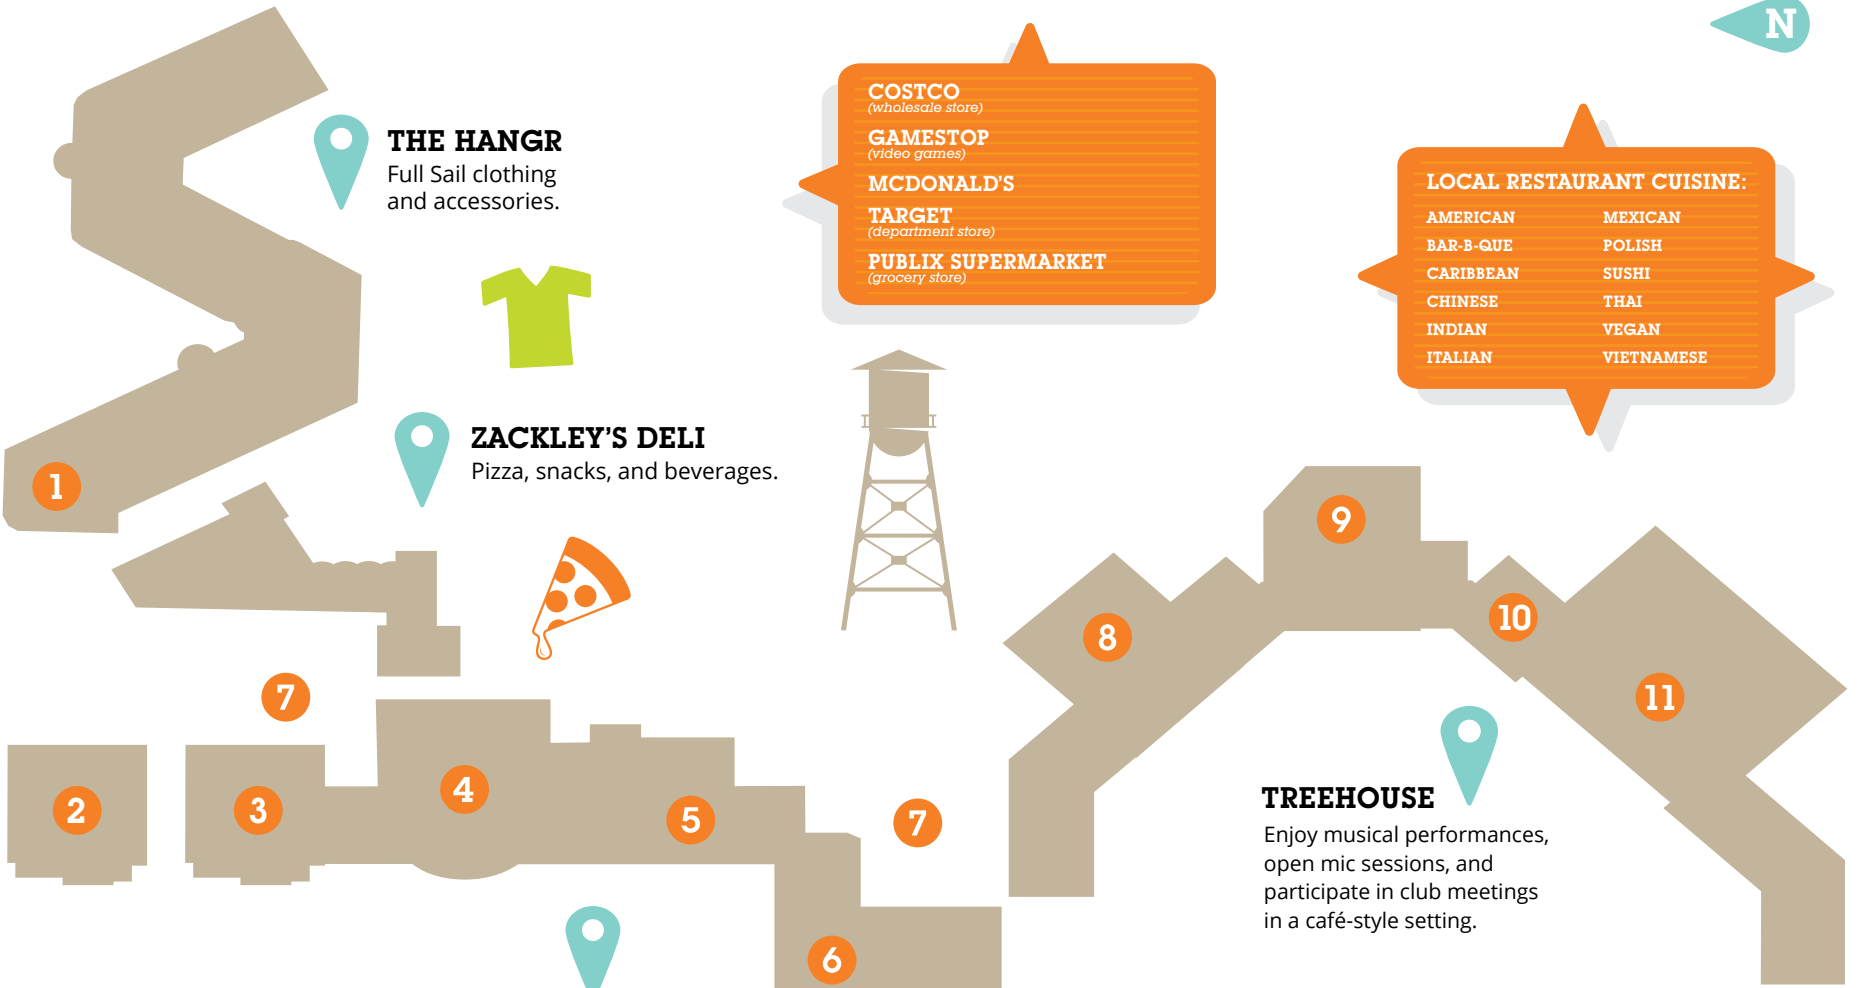 N
THE HANGR
Full Sail clothing
and accessories.
COSTCO
(wholesale store)
GAMESTOP
(video games)
MCDONALD'S
TARGET
(department store)
PUBLIX SUPERMARKET
(grocery store)
LOCAL RESTAURANT CUISINE:
AMERICAN
BAR-B-QUE
CARIBBEAN
CHINESE
INDIAN
ITALIAN
MEXICAN
POLISH
SUSHI
THAI
VEGAN
VIETNAMESE
ZACKLEY’S DELI
Pizza, snacks, and beverages.
1
9
8
10
11
7
2
3
4
5
7
6
TREEHOUSE
Enjoy musical performances,
open mic sessions, and
participate in club meetings
in a café-style setting.